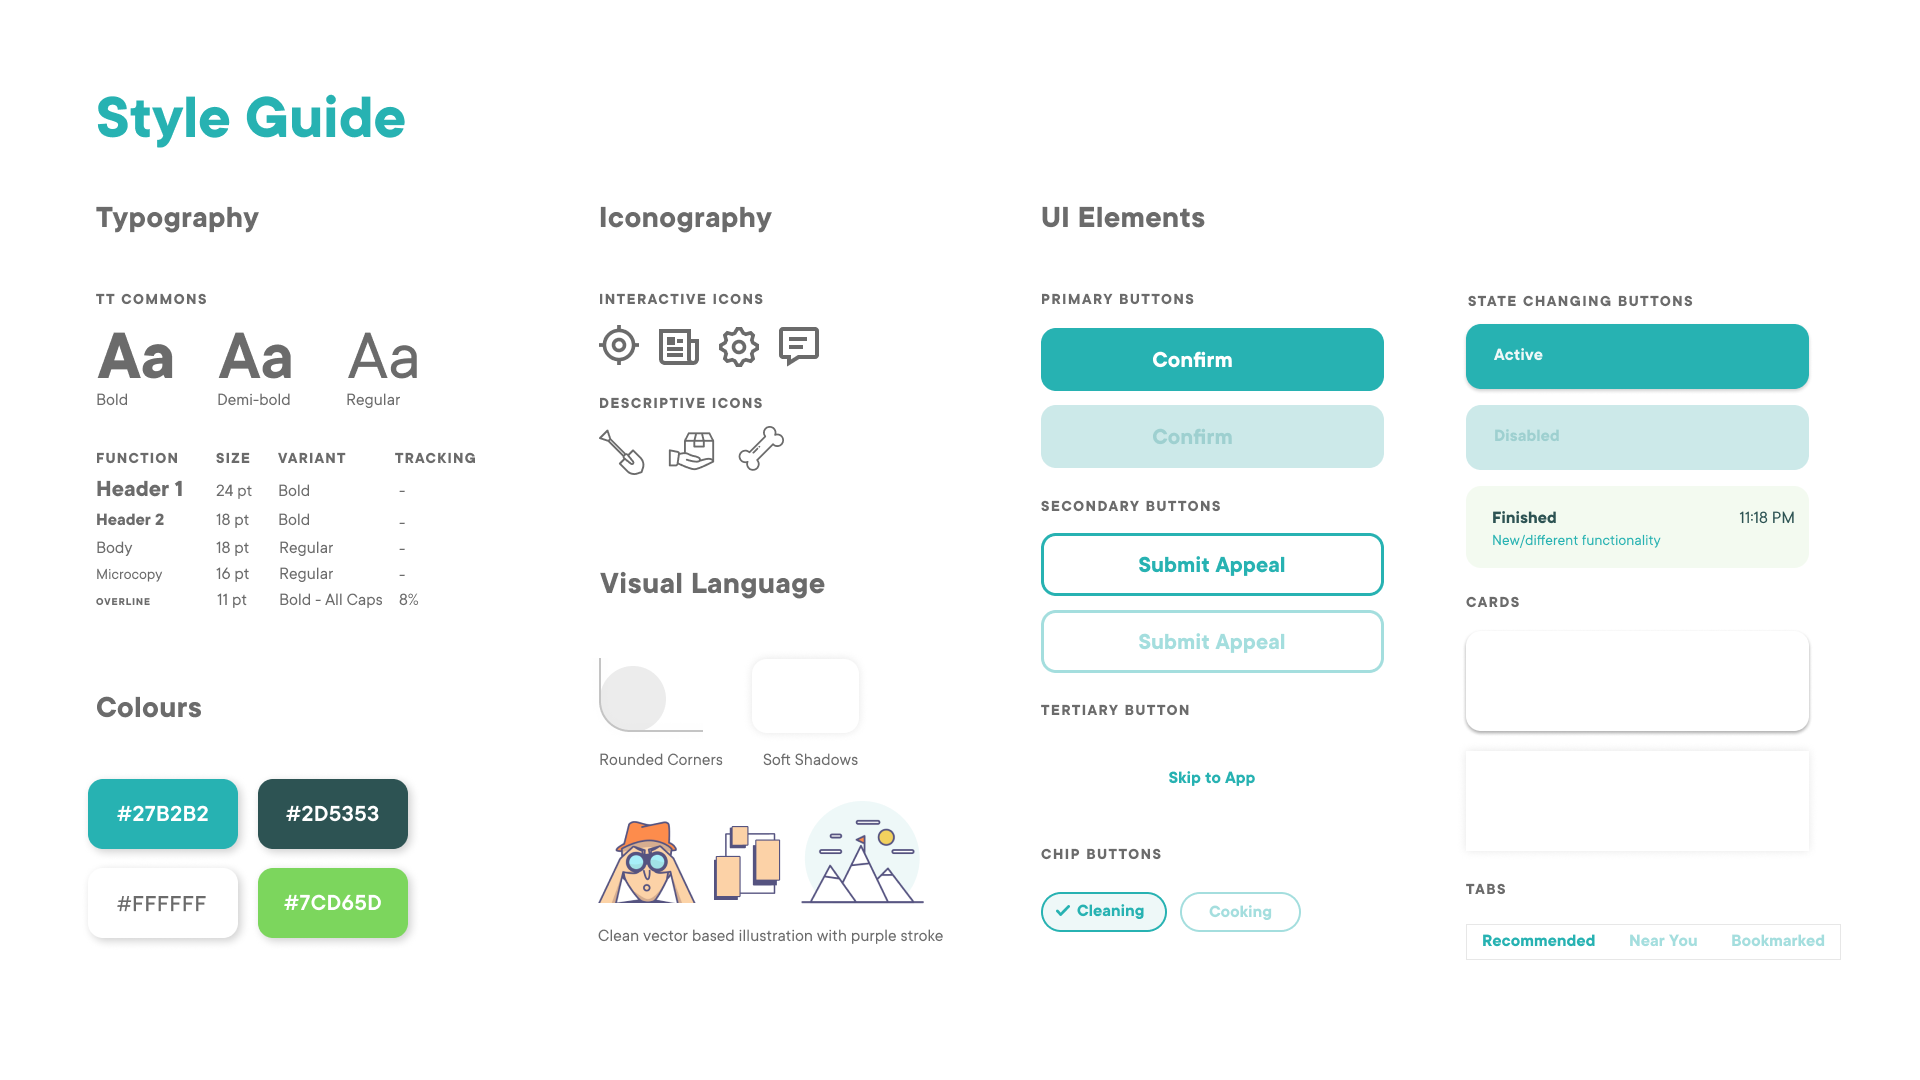 Style Guide
Typography
TT COMMONS
Aa Aa Aa
Bold Demi-bold Regular
FUNCTION SIZE VARIANT TRACKING
Header 1 24 pt Bold -
Header 2 18 pt Bold -
Body 18 pt Regular -
Microcopy 16 pt Regular -
OVERLINE 11 pt Bold - All Caps 8%
Colours
#27B2B2 #2D5353
#FFFFFF #7CD65D
Iconography
INTERACTIVE ICONS
DESCRIPTIVE ICONS
Visual Language
Rounded Corners Soft Shadows
Clean vector based illustration with purple stroke
UI Elements
PRIMARY BUTTONS
Confirm
Confirm
SECONDARY BUTTONS
Submit Appeal
Submit Appeal
TERTIARY BUTTON
Skip to App
CHIP BUTTONS
Cleaning Cooking
STATE CHANGING BUTTONS
Active
Disabled
Finished 11:18 PM
New/different functionality
CARDS
TABS
Recommended Near You Bookmarked